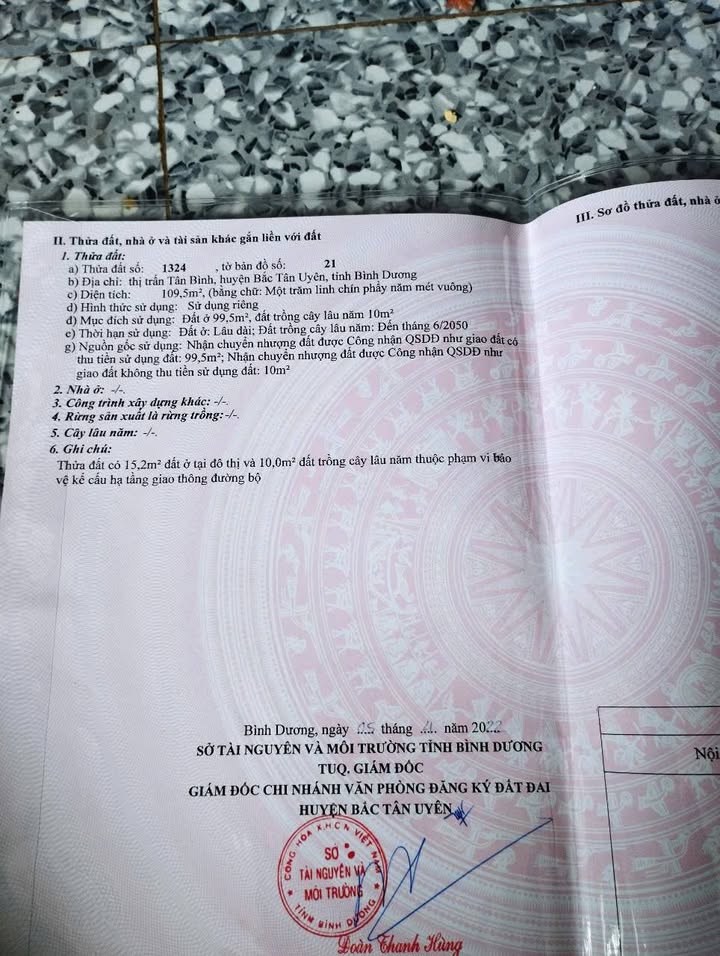 III. Sơ đồ thửa đất, nhà ở
II. Thửa đất, nhà ở và tài sản khác gắn liền với đất
1. Thửa đất:
a) Thửa đất số: 1324 , tờ bản đồ số: 21
b) Địa chỉ: thị trấn Tân Bình, huyện Bắc Tân Uyên, tỉnh Bình Dương
c) Diện tích: 109,5m², (bằng chữ: Một trăm linh chín phẩy năm mét vuông)
d) Hình thức sử dụng: Sử dụng riêng
đ) Mục đích sử dụng: Đất ở 99,5m², đất trồng cây lâu năm 10m²
e) Thời hạn sử dụng: Đất ở: Lâu dài; Đất trồng cây lâu năm: Đến tháng 6/2050
g) Nguồn gốc sử dụng: Nhận chuyển nhượng đất được Công nhận QSDĐ như giao đất có
thu tiền sử dụng đất: 99,5m²; Nhận chuyển nhượng đất được Công nhận QSDĐ như
giao đất không thu tiền sử dụng đất: 10m²
2. Nhà ở: -/-.
3. Công trình xây dựng khác: -/-.
4. Rừng sản xuất là rừng trồng: -/-.
5. Cây lâu năm: -/-.
6. Ghi chú:
Thửa đất có 15,2m² đất ở tại đô thị và 10,0m² đất trồng cây lâu năm thuộc phạm vi bảo
vệ kế cấu hạ tầng giao thông đường bộ
Bình Dương, ngày 05 tháng năm 2022
SỞ TÀI NGUYÊN VÀ MÔI TRƯỜNG TỈNH BÌNH DƯƠNG
TUQ. GIÁM ĐỐC
GIÁM ĐỐC CHI NHÁNH VĂN PHÒNG ĐĂNG KÝ ĐẤT ĐAI
HUYỆN BẮC TÂN UYÊN
Nội
CỘNG HÒA X.H.C.N VIỆT NAM
SỞ
TÀI NGUYÊN VÀ
MÔI TRƯỜNG
TỈNH BÌNH DƯƠNG
Đoàn Thanh Hùng